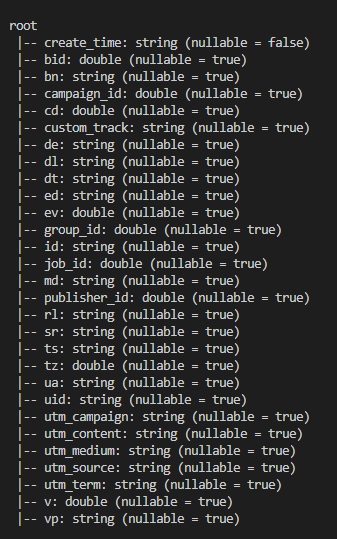 root
 |-- create_time: string (nullable = false)
 |-- bid: double (nullable = true)
 |-- bn: string (nullable = true)
 |-- campaign_id: double (nullable = true)
 |-- cd: double (nullable = true)
 |-- custom_track: string (nullable = true)
 |-- de: string (nullable = true)
 |-- dl: string (nullable = true)
 |-- dt: string (nullable = true)
 |-- ed: string (nullable = true)
 |-- ev: double (nullable = true)
 |-- group_id: double (nullable = true)
 |-- id: string (nullable = true)
 |-- job_id: double (nullable = true)
 |-- md: string (nullable = true)
 |-- publisher_id: double (nullable = true)
 |-- rl: string (nullable = true)
 |-- sr: string (nullable = true)
 |-- ts: string (nullable = true)
 |-- tz: double (nullable = true)
 |-- ua: string (nullable = true)
 |-- uid: string (nullable = true)
 |-- utm_campaign: string (nullable = true)
 |-- utm_content: string (nullable = true)
 |-- utm_medium: string (nullable = true)
 |-- utm_source: string (nullable = true)
 |-- utm_term: string (nullable = true)
 |-- v: double (nullable = true)
 |-- vp: string (nullable = true)